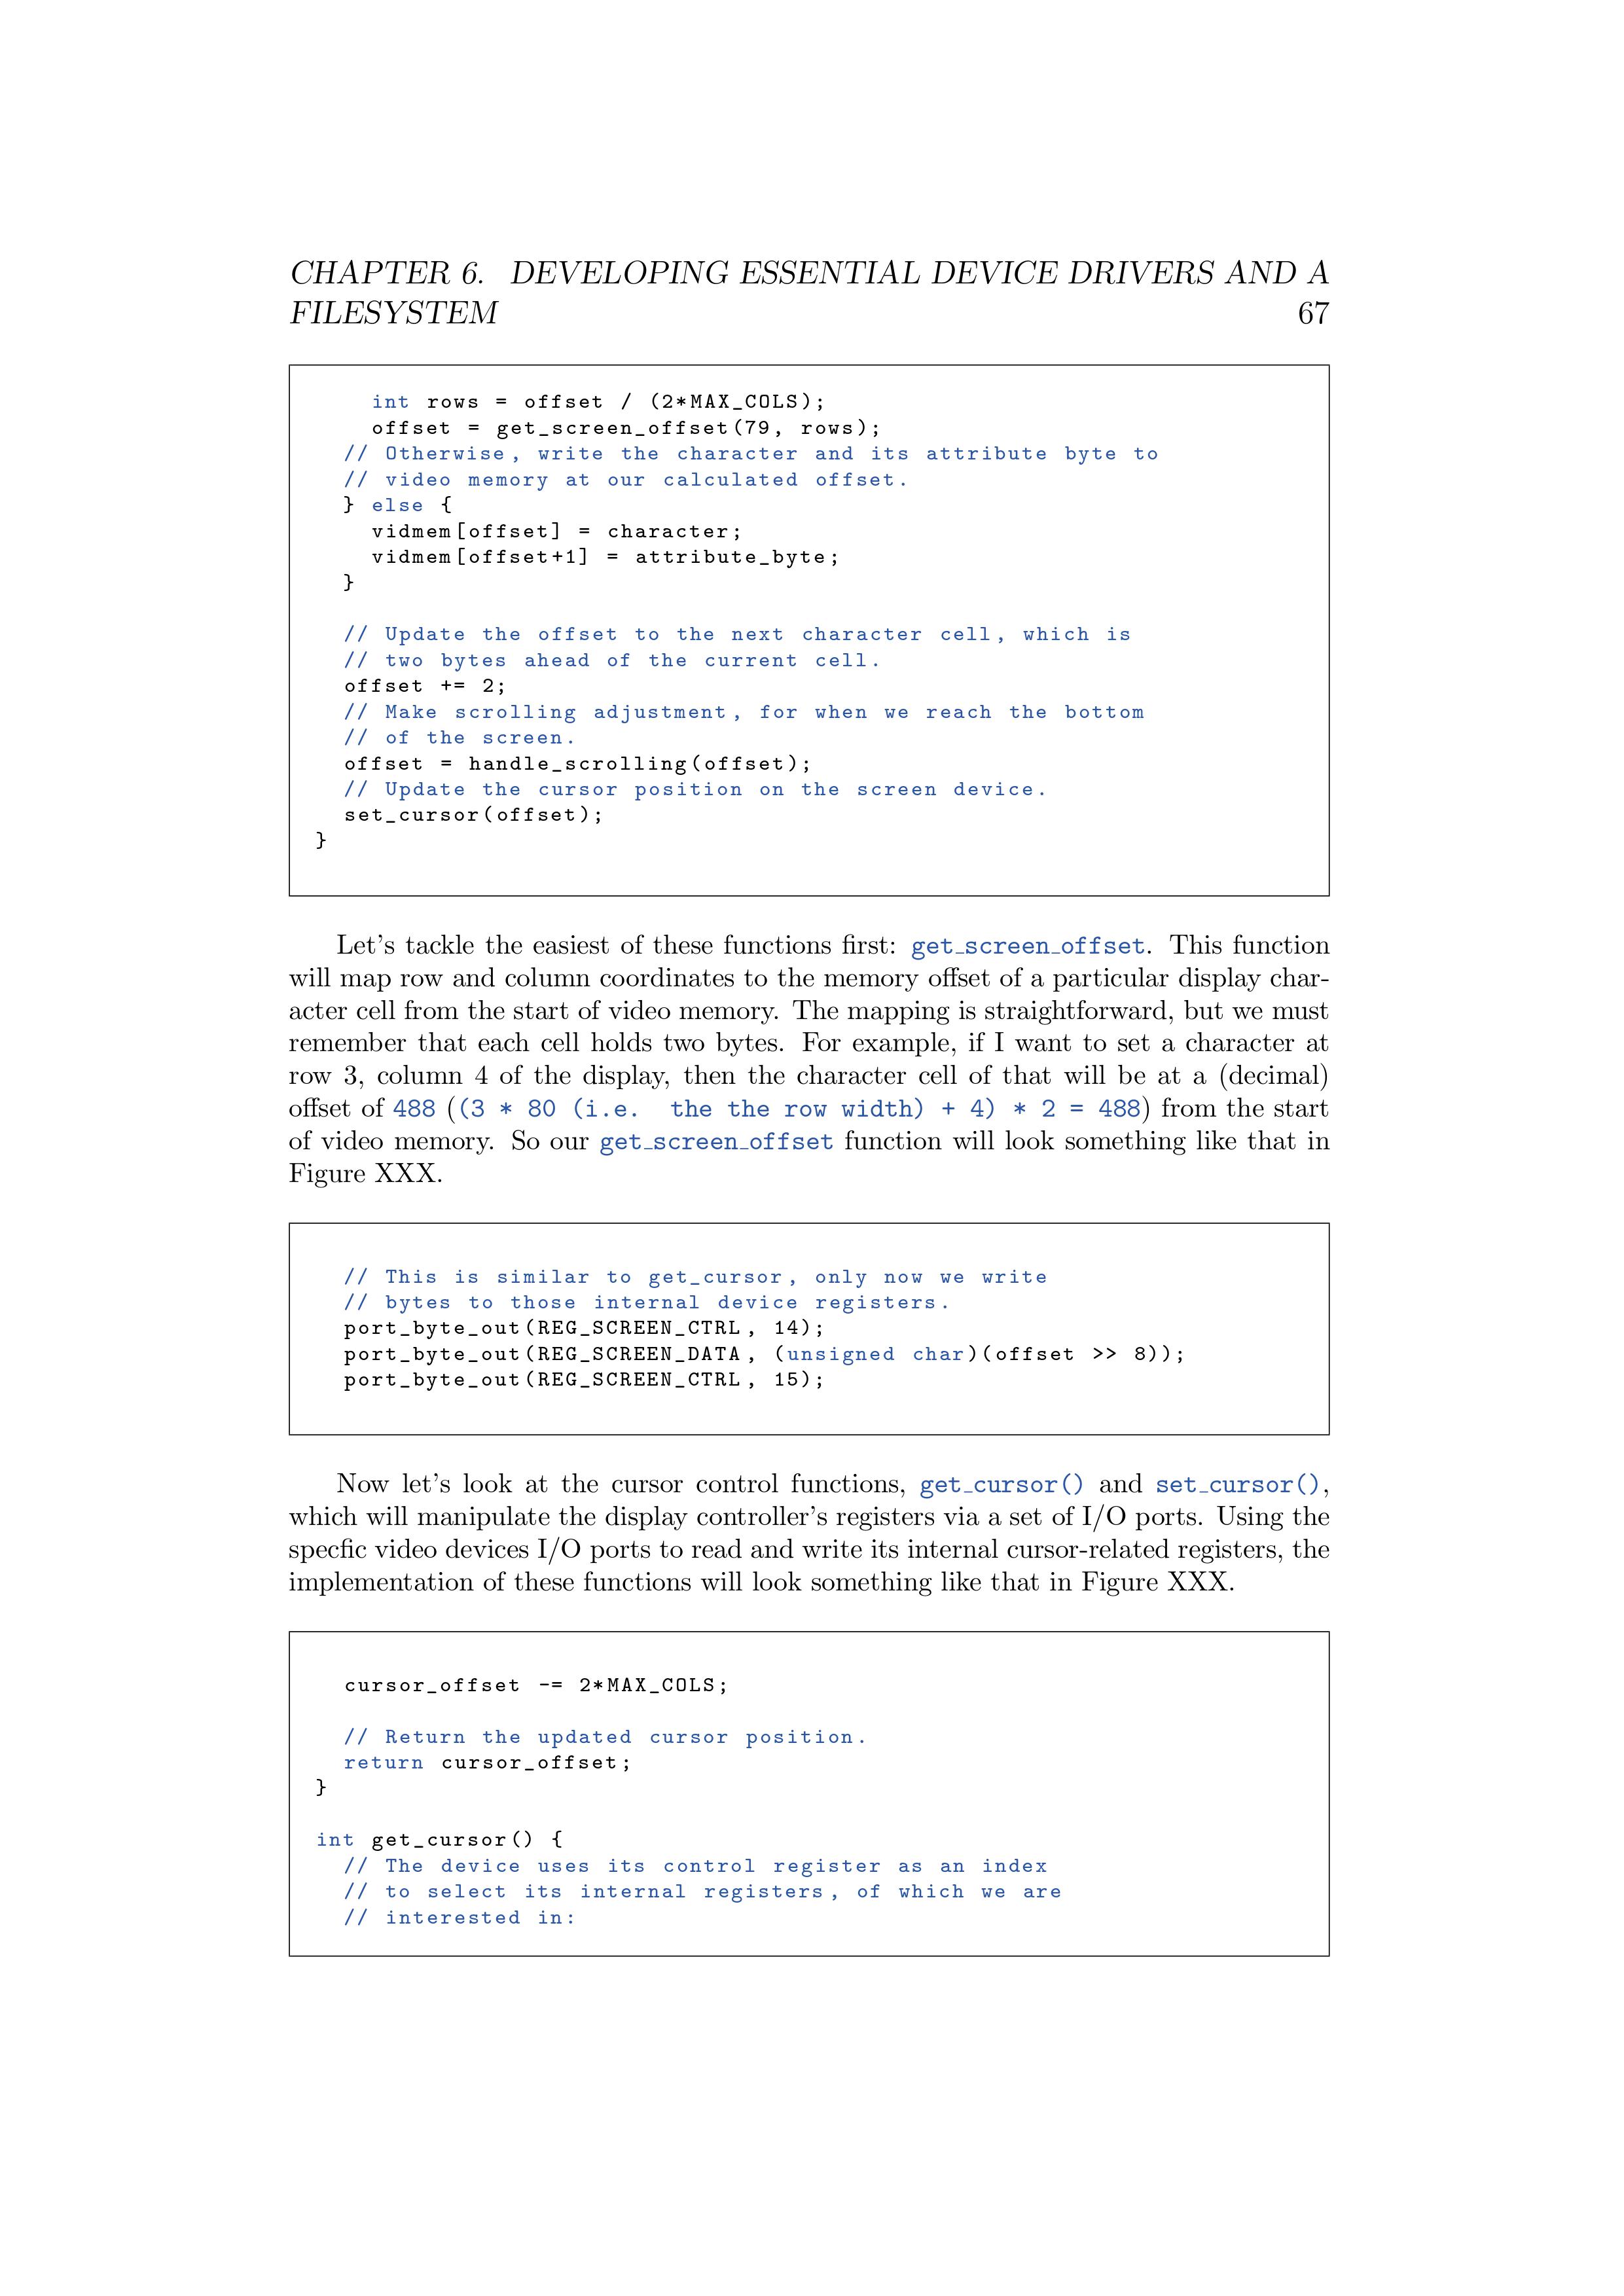 CHAPTER 6. DEVELOPING ESSENTIAL DEVICE DRIVERS AND A
FILESYSTEM 67
int rows = offset / (2*MAX_COLS);
offset = get_screen_offset(79, rows);
// Otherwise, write the character and its attribute byte to
// video memory at our calculated offset.
} else {
vidmem[offset] = character;
vidmem[offset+1] = attribute_byte;
}
// Update the offset to the next character cell, which is
// two bytes ahead of the current cell.
offset += 2;
// Make scrolling adjustment, for when we reach the bottom
// of the screen.
offset = handle_scrolling(offset);
// Update the cursor position on the screen device.
set_cursor(offset);
}
Let's tackle the easiest of these functions first: get_screen_offset. This function
will map row and column coordinates to the memory offset of a particular display char-
acter cell from the start of video memory. The mapping is straightforward, but we must
remember that each cell holds two bytes. For example, if I want to set a character at
row 3, column 4 of the display, then the character cell of that will be at a (decimal)
offset of 488 ((3 * 80 (i.e. the the row width) + 4) * 2 = 488) from the start
of video memory. So our get_screen_offset function will look something like that in
Figure XXX.
// This is similar to get_cursor, only now we write
// bytes to those internal device registers.
port_byte_out(REG_SCREEN_CTRL, 14);
port_byte_out(REG_SCREEN_DATA, (unsigned char)(offset >> 8));
port_byte_out(REG_SCREEN_CTRL, 15);
Now let's look at the cursor control functions, get_cursor() and set_cursor(),
which will manipulate the display controller's registers via a set of I/O ports. Using the
specfic video devices I/O ports to read and write its internal cursor-related registers, the
implementation of these functions will look something like that in Figure XXX.
cursor_offset -= 2*MAX_COLS;
// Return the updated cursor position.
return cursor_offset;
}
int get_cursor() {
// The device uses its control register as an index
// to select its internal registers, of which we are
// interested in: